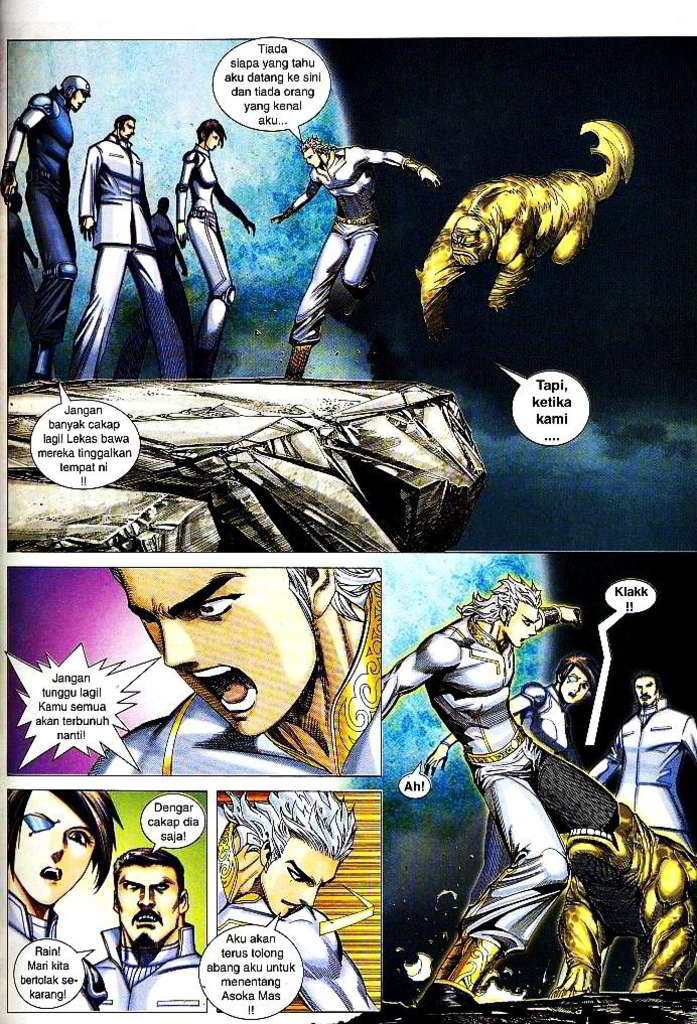 Tiada
siapa yang tahu
aku datang ke sini
dan tiada orang
yang kenal
aku...
Jangan
banyak cakap
lagi! Lekas bawa
mereka tinggalkan
tempat ni
!!
Tapi,
ketika
kami
....
Jangan
tunggu lagi!
Kamu semua
akan terbunuh
nanti!
Klakk
!!
Ah!
Dengar
cakap dia
saja!
Rain!
Mari kita
bertolak se-
karang!
Aku akan
terus tolong
abang aku untuk
menentang
Asoka Mas
!!